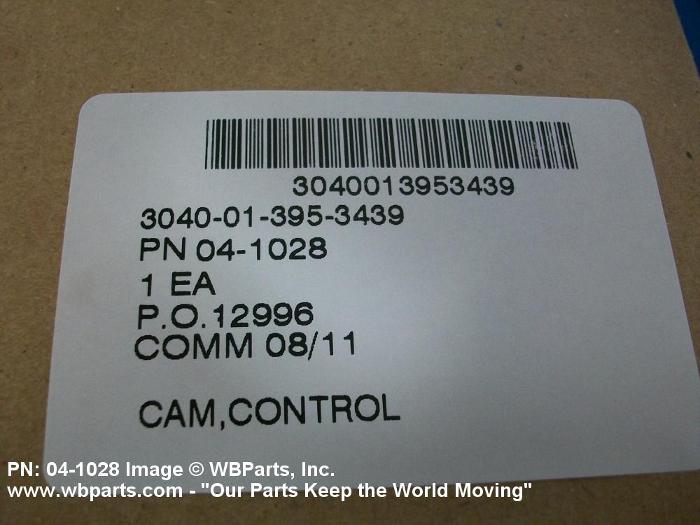 3040013953439
3040-01-395-3439
PN 04-1028
1 EA
P.O.12996
COMM 08/11
CAM,CONTROL
PN: 04-1028 Image © WBParts, Inc.
www.wbparts.com - "Our Parts Keep the World Moving"